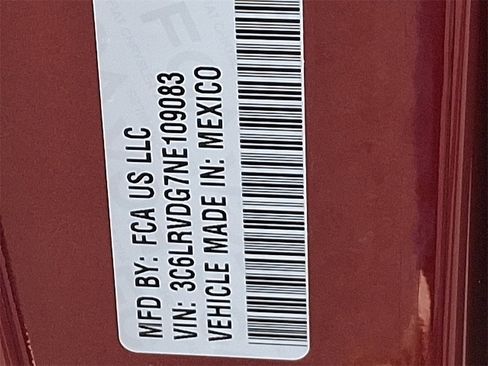 MFD BY: FCA US LLC
VIN: 3C6LRVDG7NE109083
VEHICLE MADE IN: MEXICO